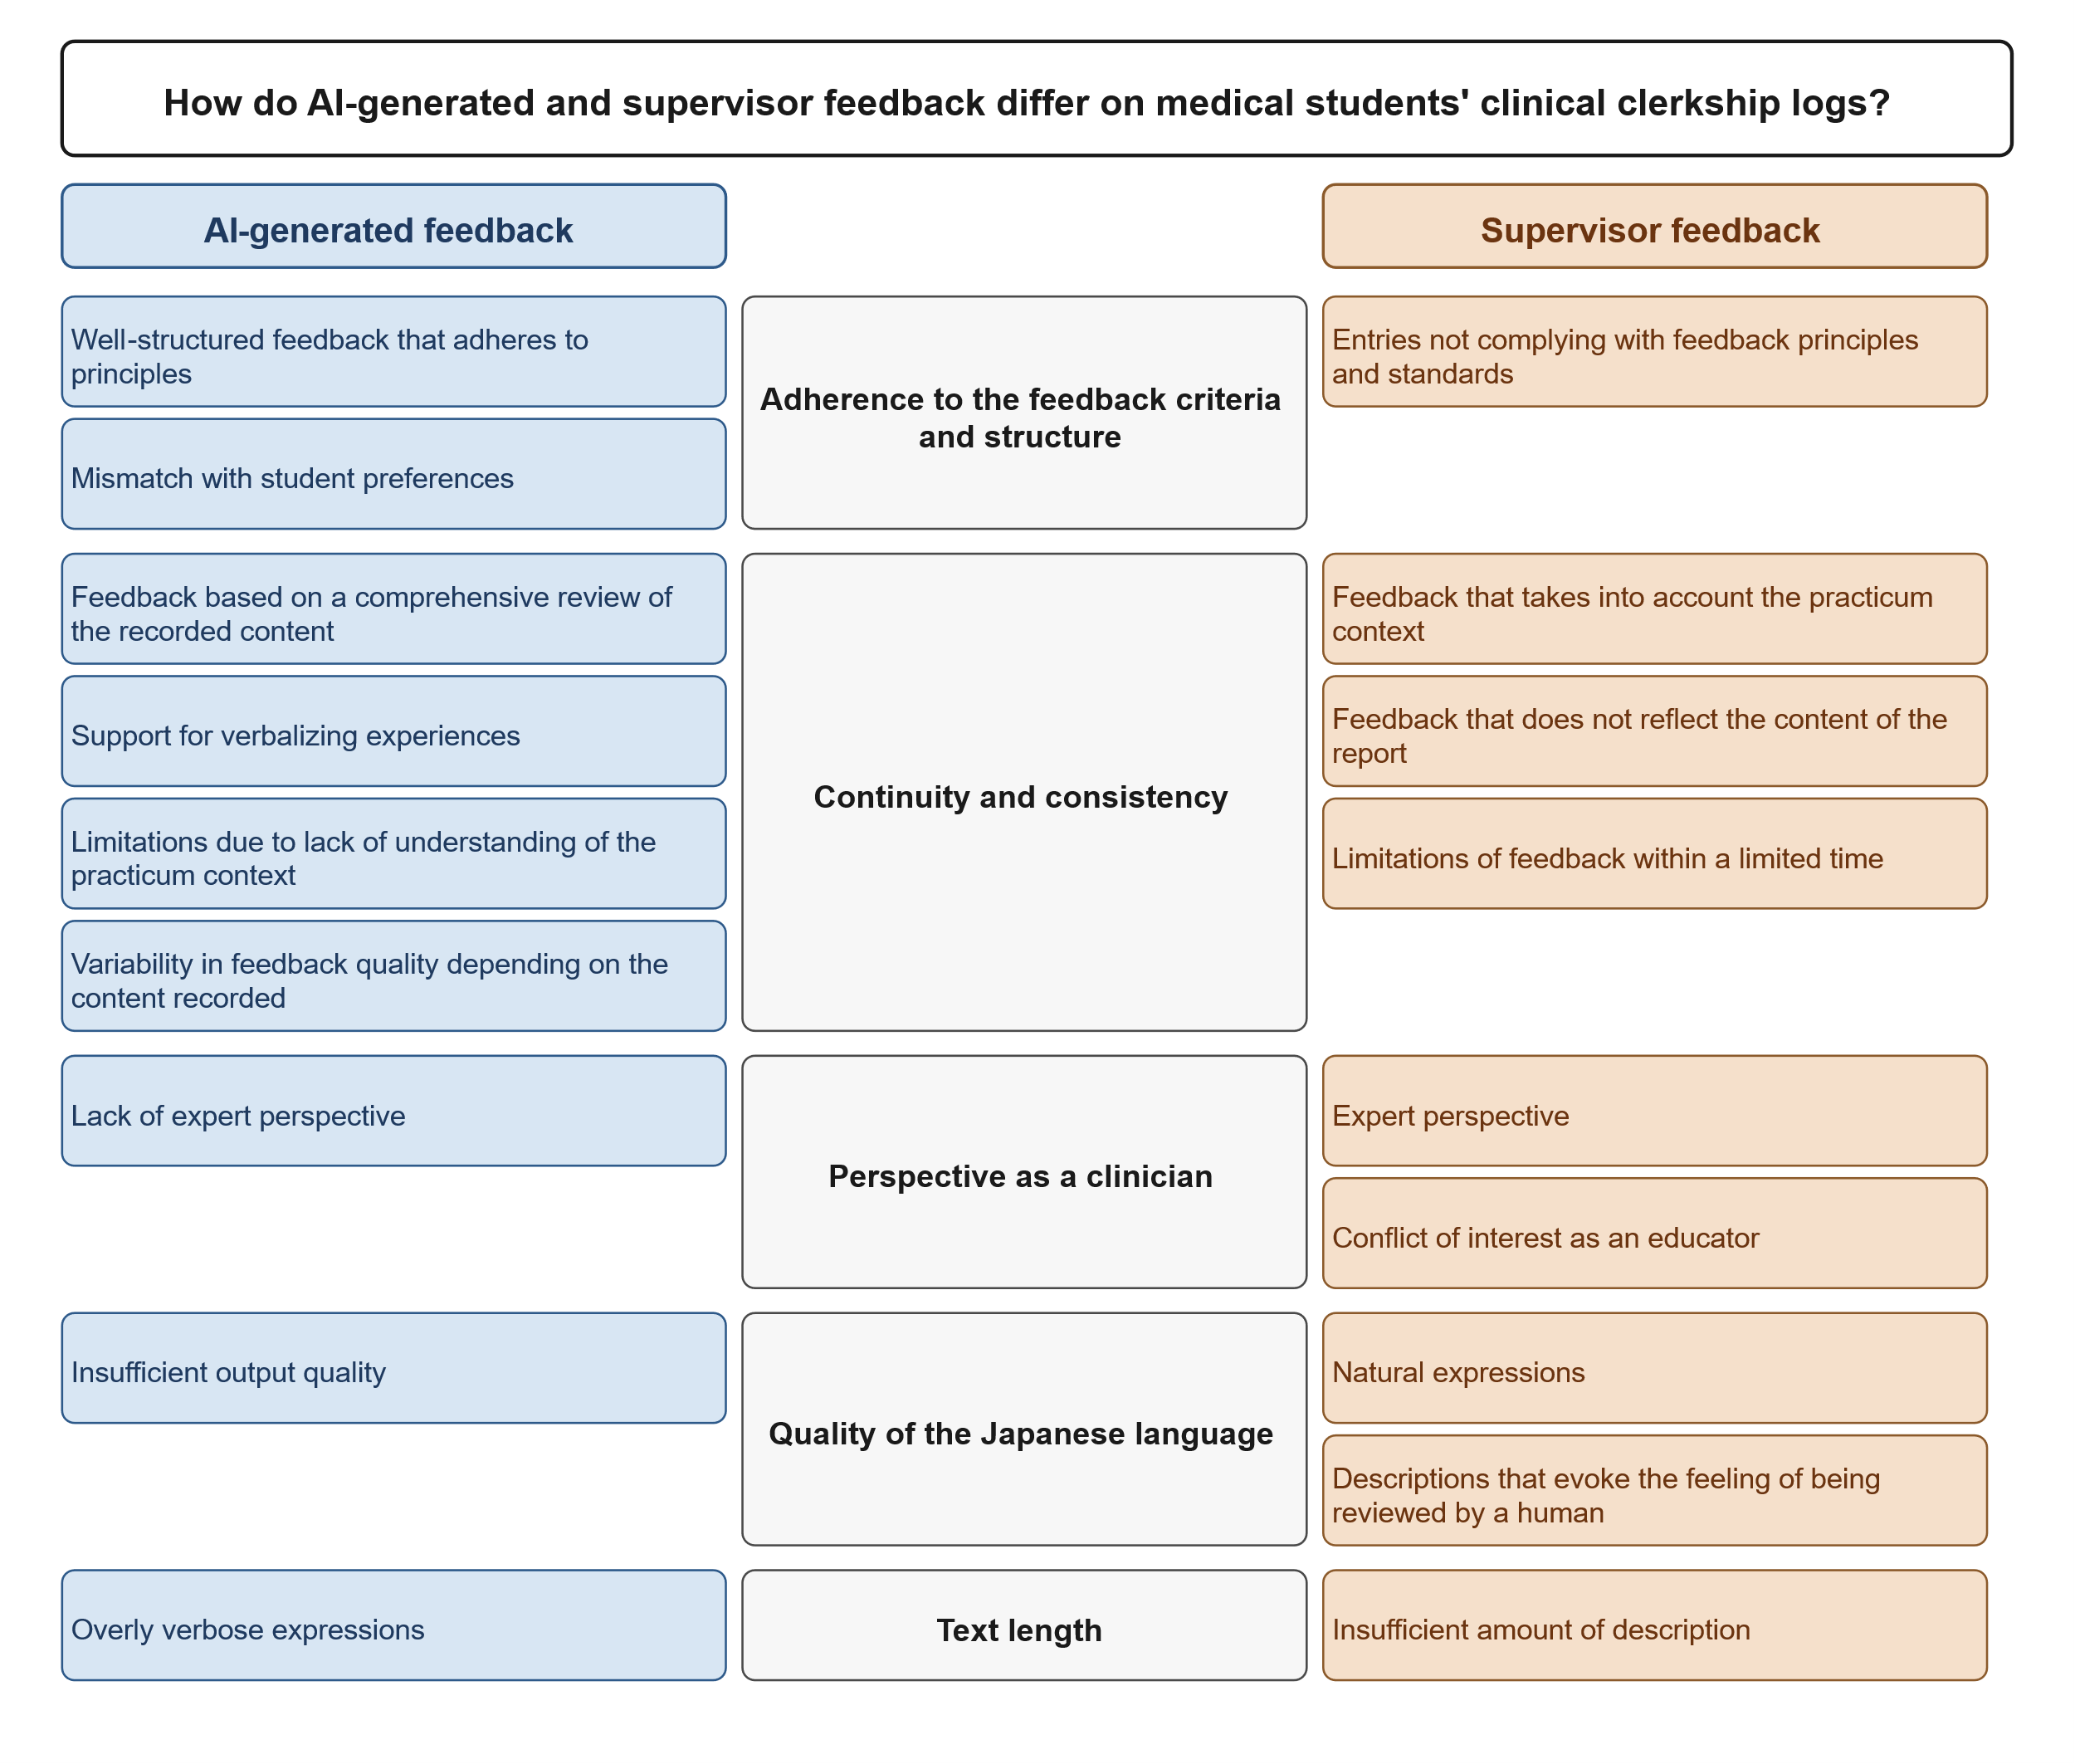 How do AI-generated and supervisor feedback differ on medical students' clinical clerkship logs?
AI-generated feedback
Supervisor feedback
Well-structured feedback that adheres to
principles
Mismatch with student preferences
Adherence to the feedback criteria
and structure
Entries not complying with feedback principles
and standards
Feedback based on a comprehensive review of
the recorded content
Support for verbalizing experiences
Limitations due to lack of understanding of the
practicum context
Variability in feedback quality depending on the
content recorded
Continuity and consistency
Feedback that takes into account the practicum
context
Feedback that does not reflect the content of the
report
Limitations of feedback within a limited time
Lack of expert perspective
Perspective as a clinician
Expert perspective
Conflict of interest as an educator
Insufficient output quality
Quality of the Japanese language
Natural expressions
Descriptions that evoke the feeling of being
reviewed by a human
Overly verbose expressions
Text length
Insufficient amount of description